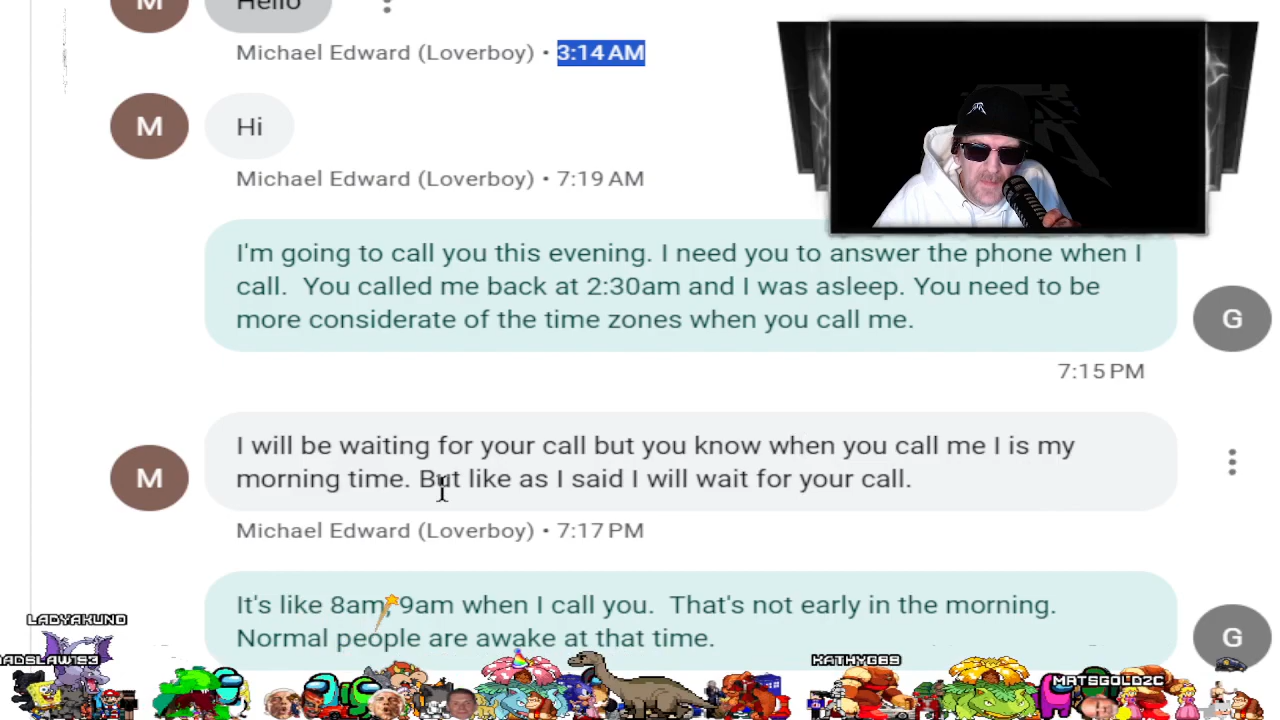 Hello
Michael Edward (Loverboy) • 3:14 AM
M
Hi
Michael Edward (Loverboy) • 7:19 AM
I'm going to call you this evening. I need you to answer the phone when I
call. You called me back at 2:30am and I was asleep. You need to be
more considerate of the time zones when you call me.
G
7:15 PM
I will be waiting for your call but you know when you call me I is my
M
morning time. But like as I said I will wait for your call.
Michael Edward (Loverboy) • 7:17 PM
It's like 8am, 9am when I call you. That's not early in the morning.
G
Normal people are awake at that time.
LADYAKUNO
KATHY689
MATSGOLD2C